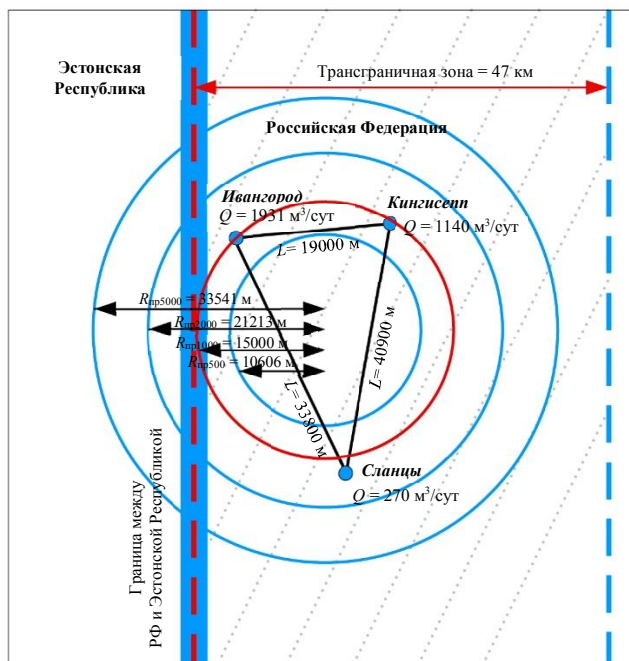 Эстонская
Республика
Трансграничная зона = 47 км
Российская Федерация
Ивангород
Q = 1931 м³/сут
Кингисепп
Q = 1140 м³/сут
L= 19000 м
Rпр5000 = 33541 м
Rпр2000 = 21213 м
Rпр1000 = 15000 м
Rпр500 = 10606 м
L= 40900 м
L= 33800 м
Сланцы
Q = 270 м³/сут
Граница между
РФ и Эстонской Республикой